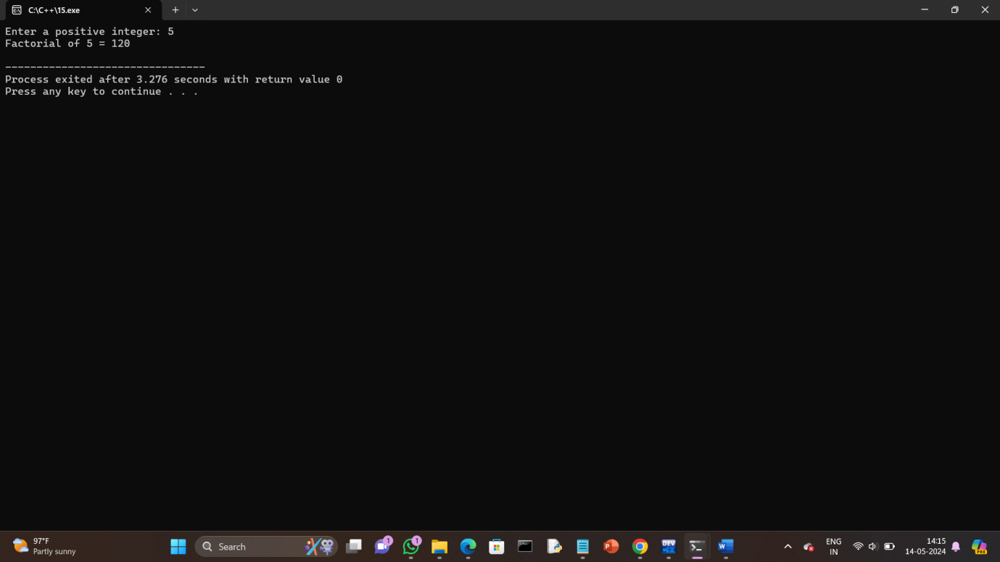 C:\C++\15.exe
Enter a positive integer: 5
Factorial of 5 = 120
--------------------------------
Process exited after 3.276 seconds with return value 0
Press any key to continue . . .
97°F
Partly sunny
Search
1
1
P
DEV
W
ENG
IN
14:15
14-05-2024
PRE